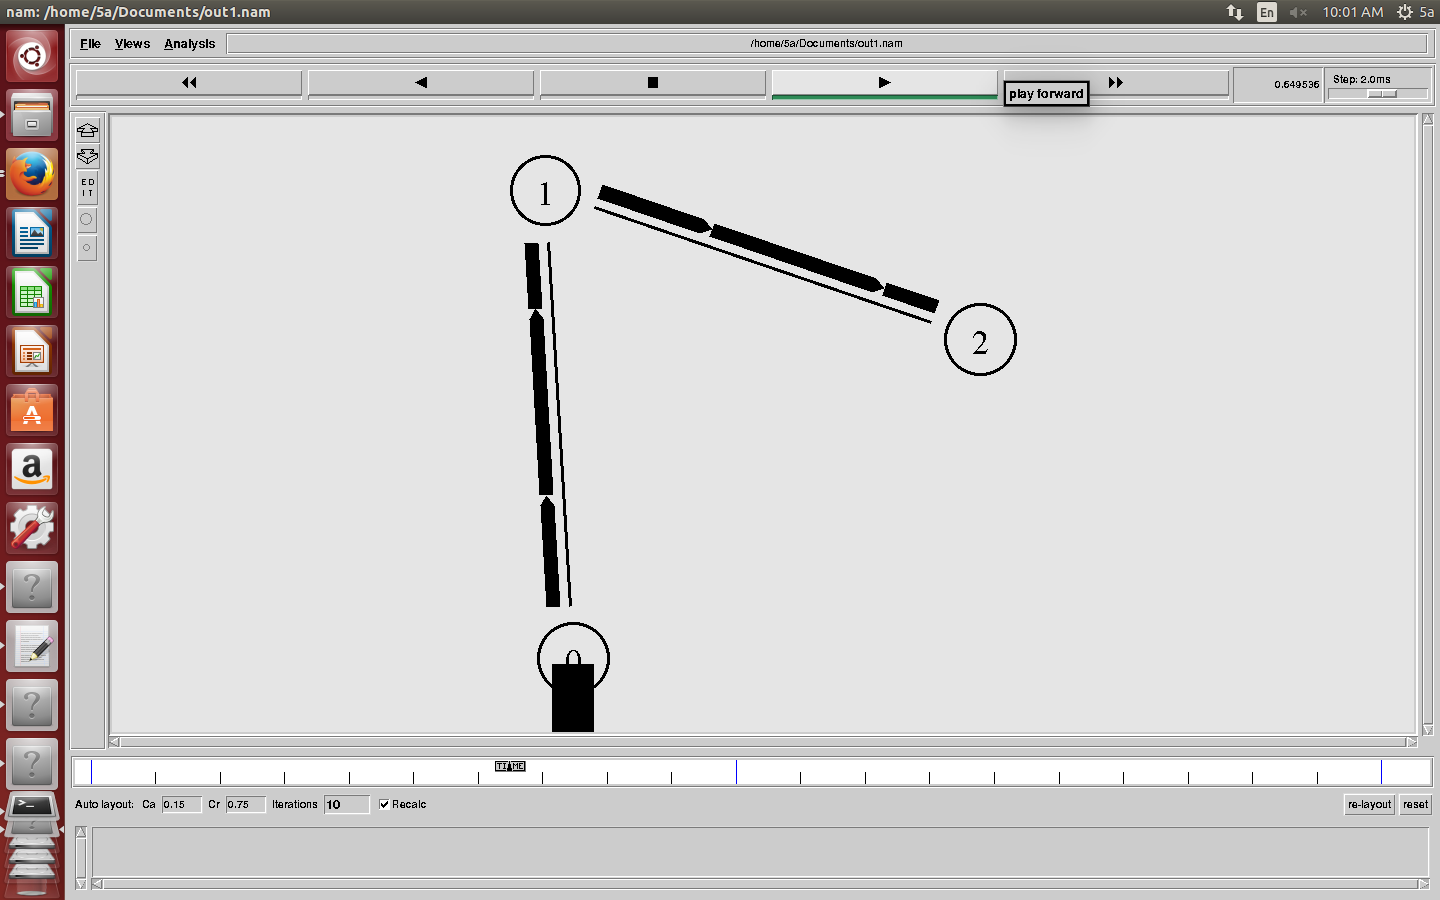 nam: /home/5a/Documents/out1.nam
En
10:01 AM
5a
File Views Analysis
/home/5a/Documents/out1.nam
play forward
0.649536
Step: 2.0ms
ED
IT
1
2
0
a
TIME
Auto layout: Ca 0.15 Cr 0.75 Iterations 10 Recalc
re-layout reset